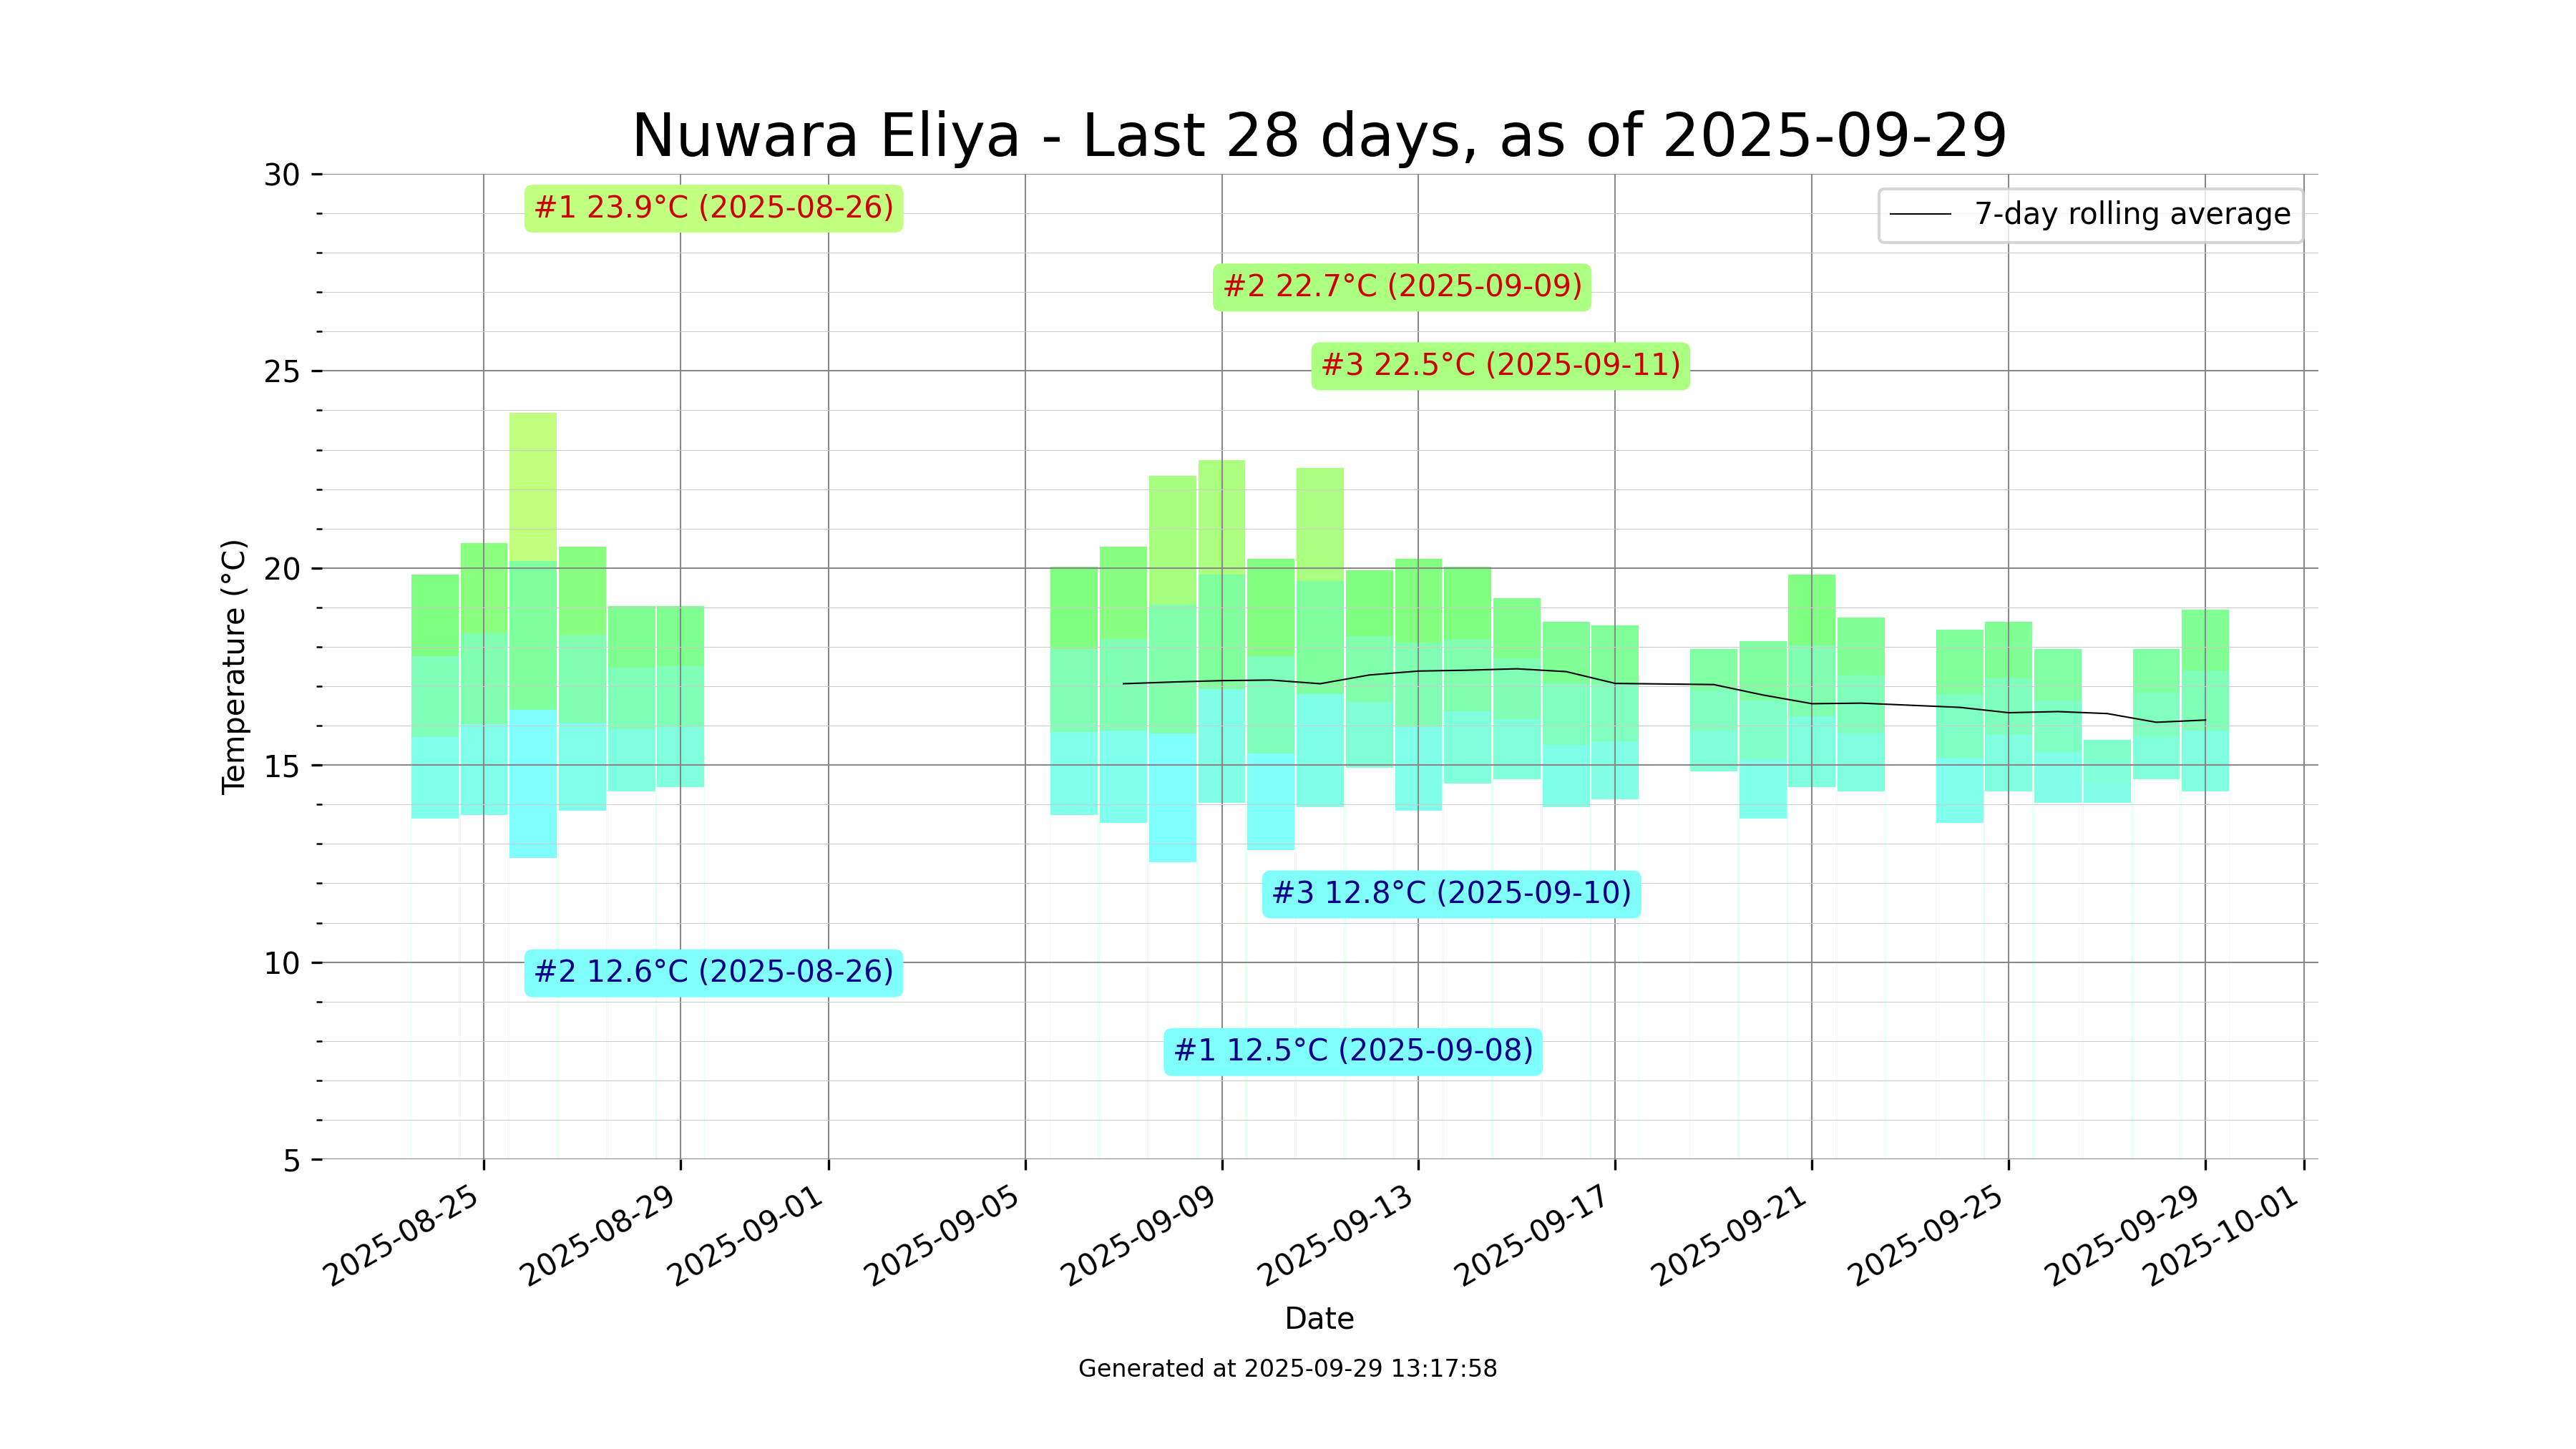 Nuwara Eliya - Last 28 days, as of 2025-09-29
30
25
20
15
10
5
Temperature (°C)
7-day rolling average
#1 23.9°C (2025-08-26)
#2 22.7°C (2025-09-09)
#3 22.5°C (2025-09-11)
#3 12.8°C (2025-09-10)
#2 12.6°C (2025-08-26)
#1 12.5°C (2025-09-08)
2025-08-25
2025-08-29
2025-09-01
2025-09-05
2025-09-09
2025-09-13
2025-09-17
2025-09-21
2025-09-25
2025-09-29
2025-10-01
Date
Generated at 2025-09-29 13:17:58